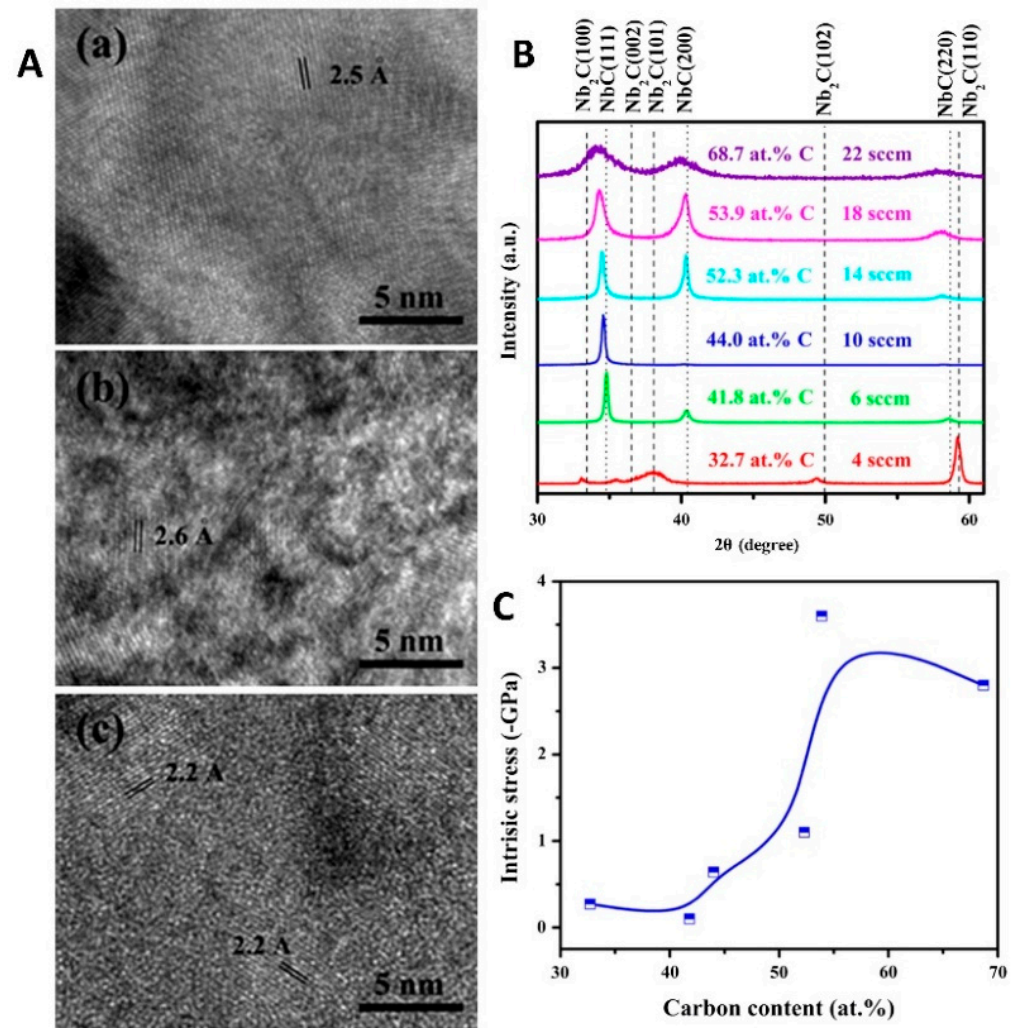 A
(a)
2.5 Å
5 nm
(b)
2.6 Å
5 nm
(c)
2.2 Å
2.2 Å
5 nm
B
Nb2C(100)
NbC(111)
Nb2C(002)
Nb2C(101)
NbC(200)
Nb2C(102)
NbC(220)
Nb2C(110)
68.7 at.% C 22 sccm
53.9 at.% C 18 sccm
52.3 at.% C 14 sccm
44.0 at.% C 10 sccm
41.8 at.% C 6 sccm
32.7 at.% C 4 sccm
Intensity (a.u.)
30 40 50 60
2θ (degree)
C
4
3
2
1
0
Intrisic stress (-GPa)
30 40 50 60 70
Carbon content (at.%)